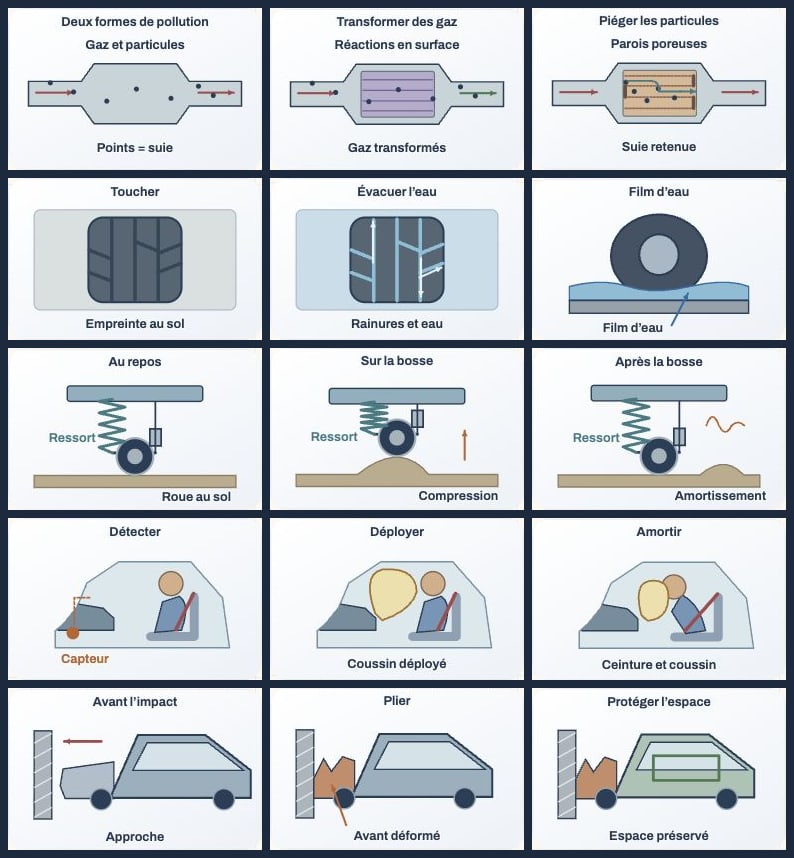 Deux formes de pollution
Gaz et particules
Points = suie
Transformer des gaz
Réactions en surface
Gaz transformés
Piéger les particules
Parois poreuses
Suie retenue
Toucher
Empreinte au sol
Évacuer l'eau
Rainures et eau
Film d'eau
Film d'eau
Au repos
Ressort
Roue au sol
Sur la bosse
Ressort
Compression
Après la bosse
Ressort
Amortissement
Détecter
Capteur
Déployer
Coussin déployé
Amortir
Ceinture et coussin
Avant l'impact
Approche
Plier
Avant déformé
Protéger l'espace
Espace préservé